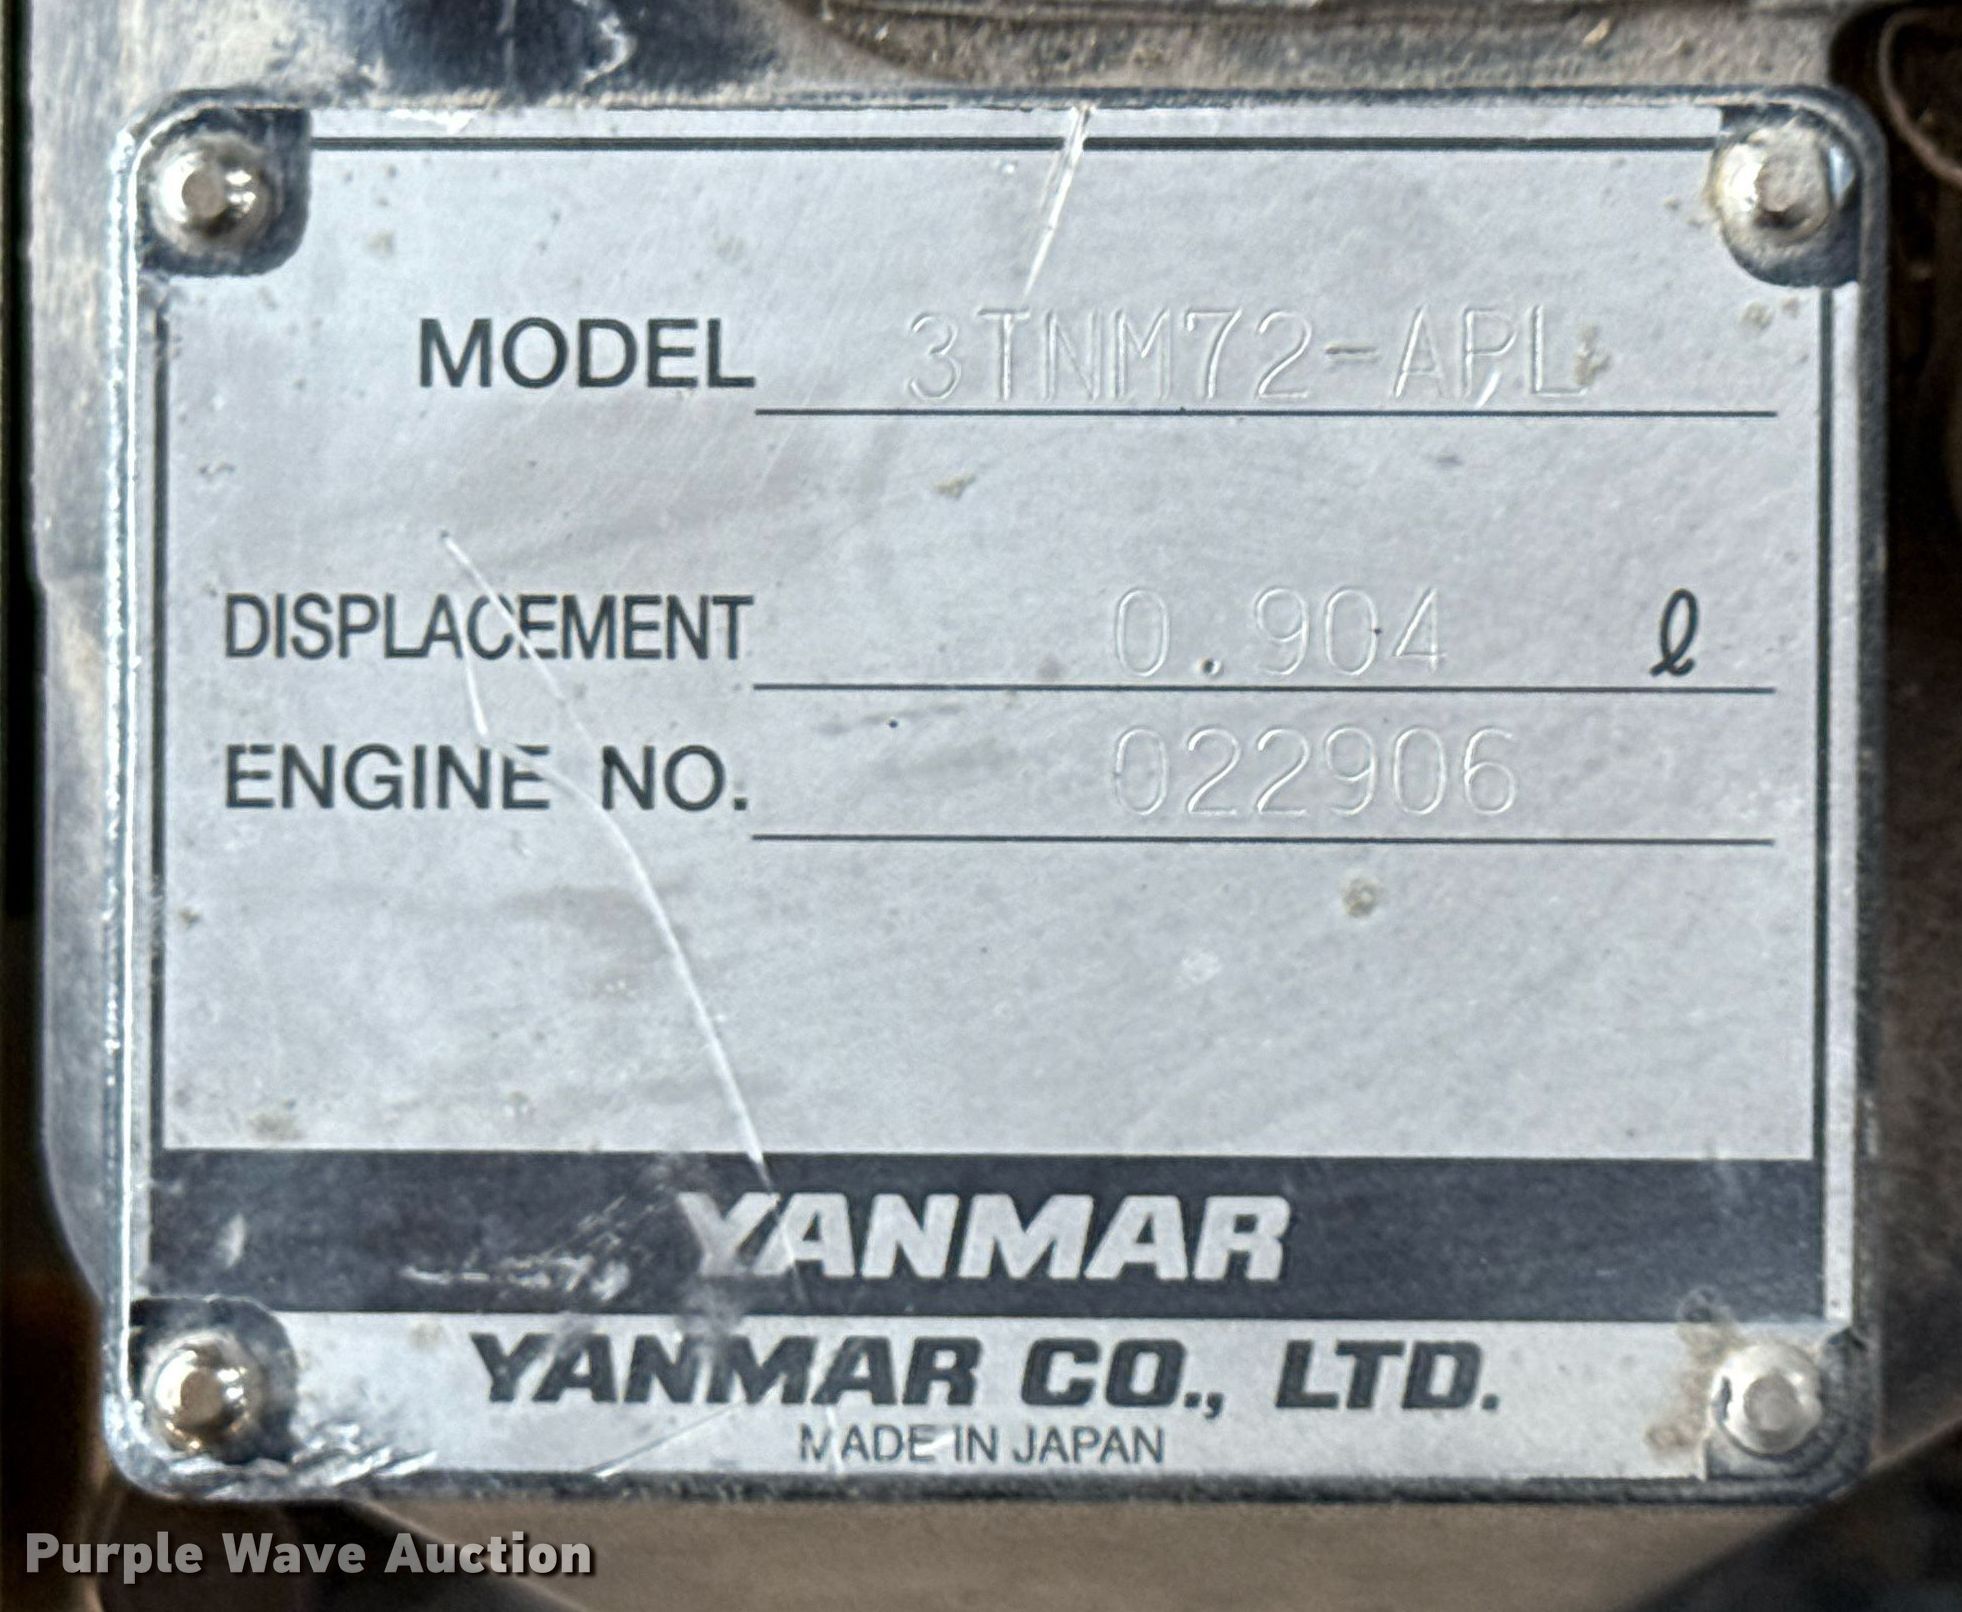 MODEL 3TNM72-APL
DISPLACEMENT 0.904 ℓ
ENGINE NO. 022906
YANMAR
YANMAR CO., LTD.
MADE IN JAPAN
Purple Wave Auction